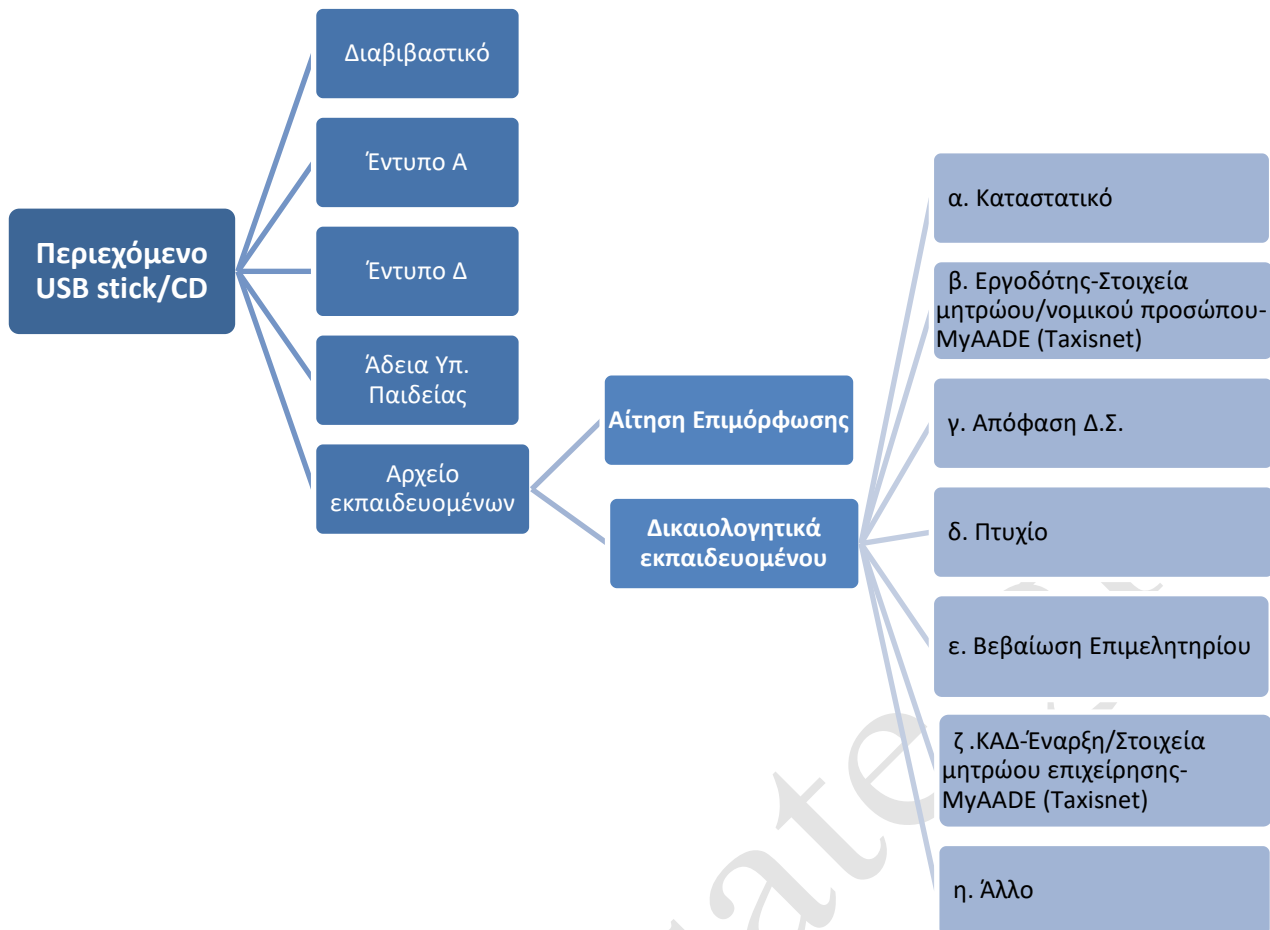 Περιεχόμενο
USB stick/CD
Διαβιβαστικό
Έντυπο Α
Έντυπο Δ
Άδεια Υπ.
Παιδείας
Αρχείο
εκπαιδευομένων
Αίτηση Επιμόρφωσης
Δικαιολογητικά
εκπαιδευομένου
α. Καταστατικό
β. Εργοδότης-Στοιχεία
μητρώου/νομικού προσώπου-
MyAADE (Taxisnet)
γ. Απόφαση Δ.Σ.
δ. Πτυχίο
ε. Βεβαίωση Επιμελητηρίου
ζ .ΚΑΔ-Έναρξη/Στοιχεία
μητρώου επιχείρησης-
MyAADE (Taxisnet)
η. Άλλο